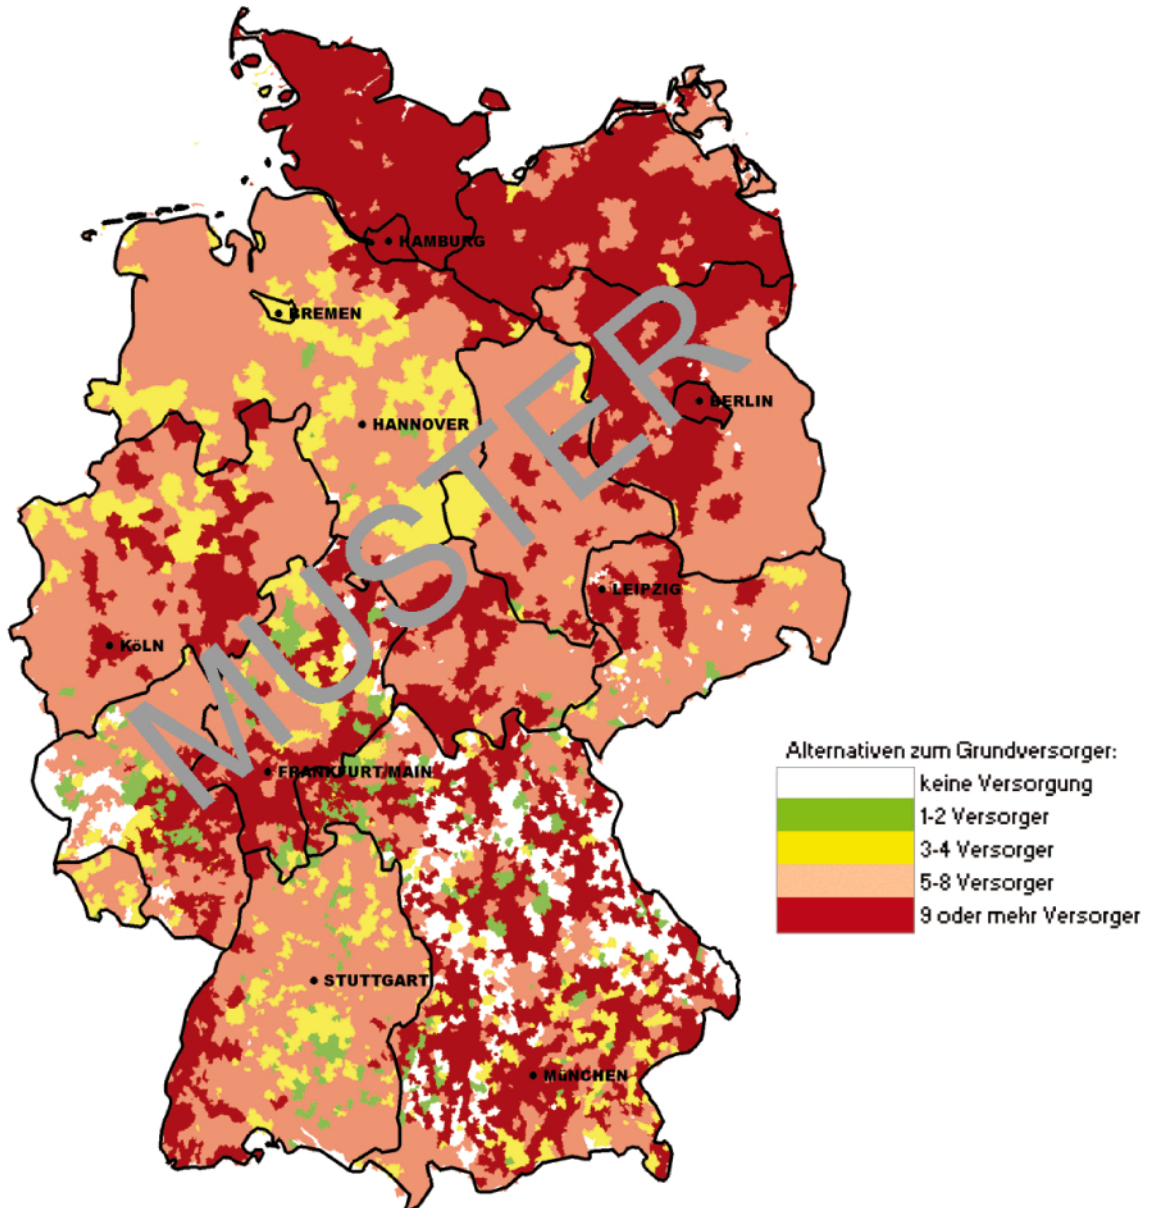 HAMBURG
BREMEN
BERLIN
HANNOVER
MUSTER
LEIPZIG
KöLN
FRANKFURT/MAIN
STUTTGART
MüNCHEN
Alternativen zum Grundversorger:
keine Versorgung
1-2 Versorger
3-4 Versorger
5-8 Versorger
9 oder mehr Versorger